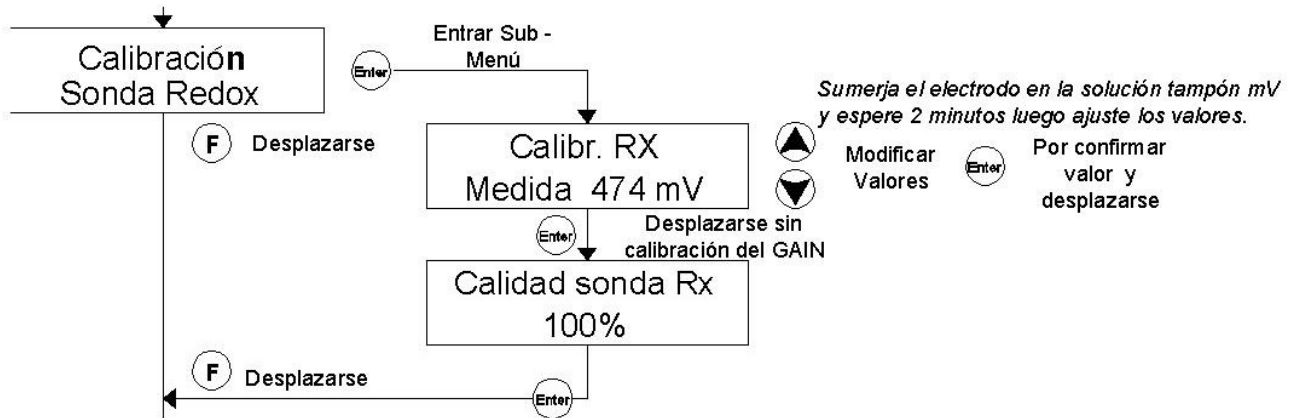 Calibración
Sonda Redox
Enter
Entrar Sub -
Menú
F
Desplazarse
Calibr. RX
Medida 474 mV
Sumerja el electrodo en la solución tampón mV
y espere 2 minutos luego ajuste los valores.
Modificar
Valores
Enter
Por confirmar
valor y
desplazarse
Enter
Desplazarse sin
calibración del GAIN
Calidad sonda Rx
100%
F
Desplazarse
Enter